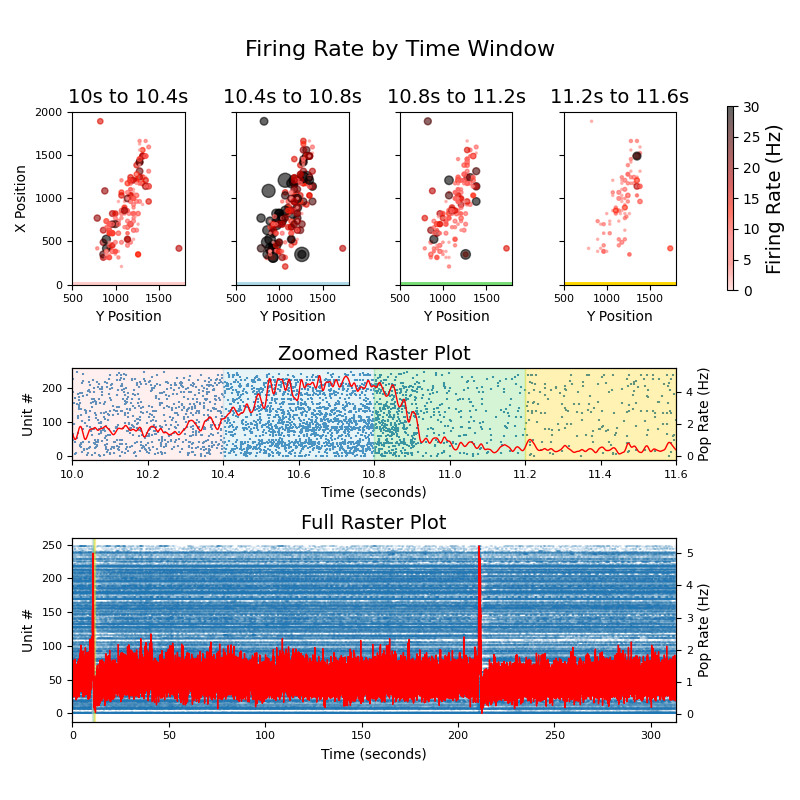 Firing Rate by Time Window
10s to 10.4s
10.4s to 10.8s
10.8s to 11.2s
11.2s to 11.6s
X Position
2000
1500
1000
500
0
500 1000 1500
Y Position
500 1000 1500
Y Position
500 1000 1500
Y Position
500 1000 1500
Y Position
30
25
20
15
10
5
0
Firing Rate (Hz)
Zoomed Raster Plot
Unit #
200
100
0
4
2
0
Pop Rate (Hz)
10.0 10.2 10.4 10.6 10.8 11.0 11.2 11.4 11.6
Time (seconds)
Full Raster Plot
Unit #
250
200
150
100
50
0
5
4
3
2
1
0
Pop Rate (Hz)
0 50 100 150 200 250 300
Time (seconds)